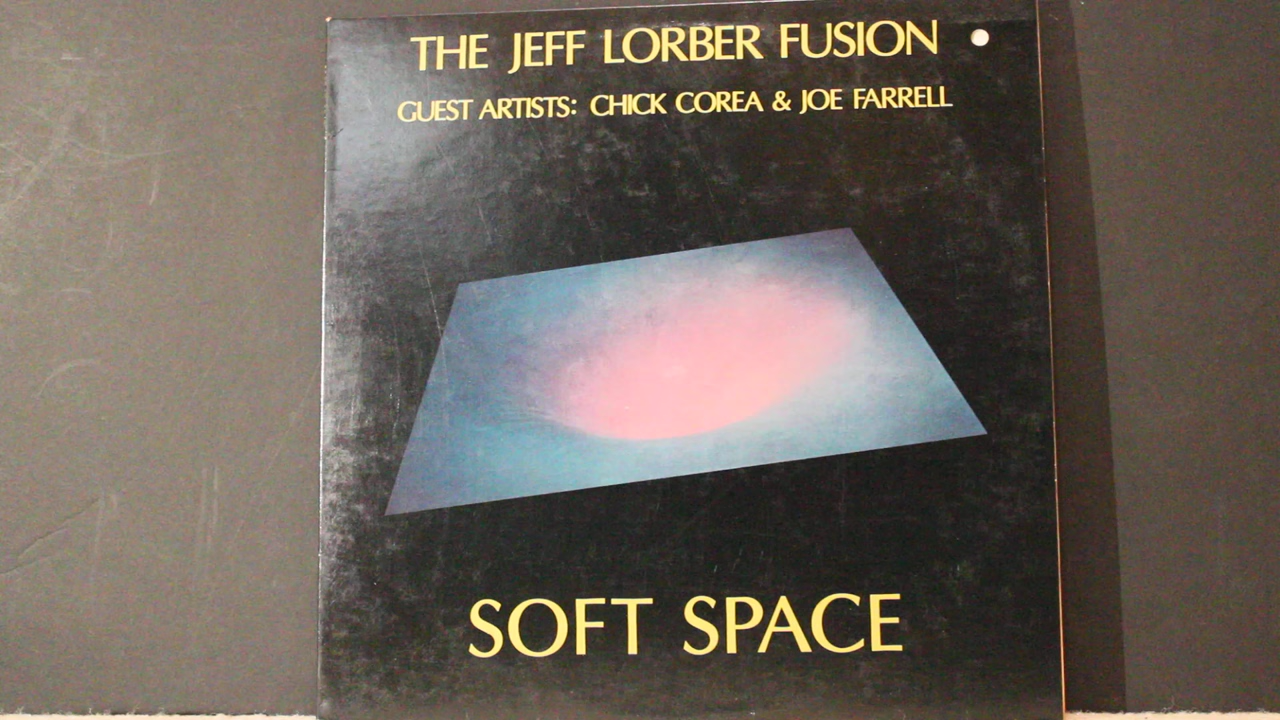 THE JEFF LORBER FUSION
GUEST ARTISTS: CHICK COREA & JOE FARRELL
SOFT SPACE